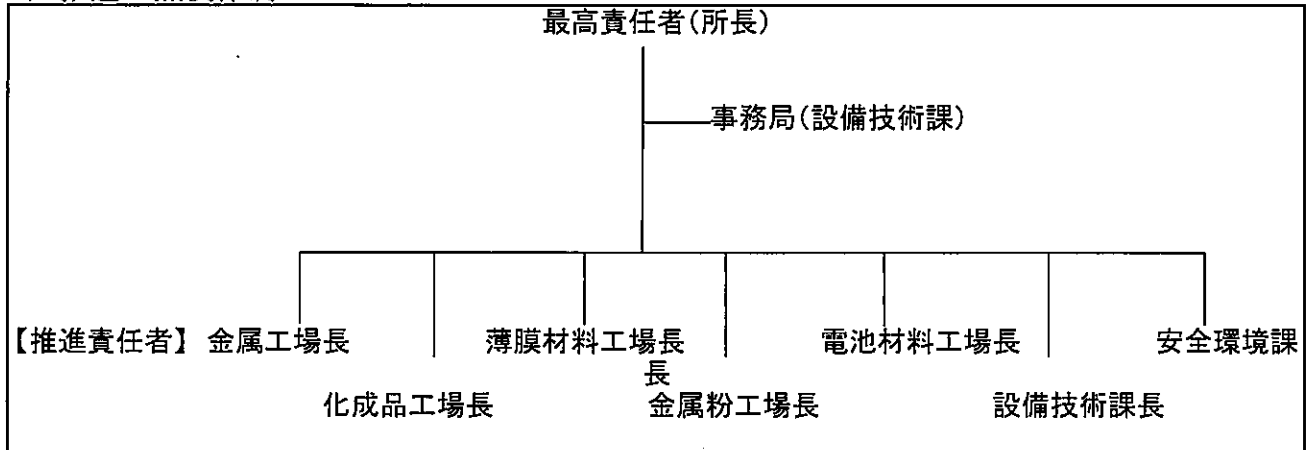 最高責任者(所長)
事務局(設備技術課)
【推進責任者】 金属工場長 薄膜材料工場長 電池材料工場長 安全環境課
長
化成品工場長 金属粉工場長 設備技術課長